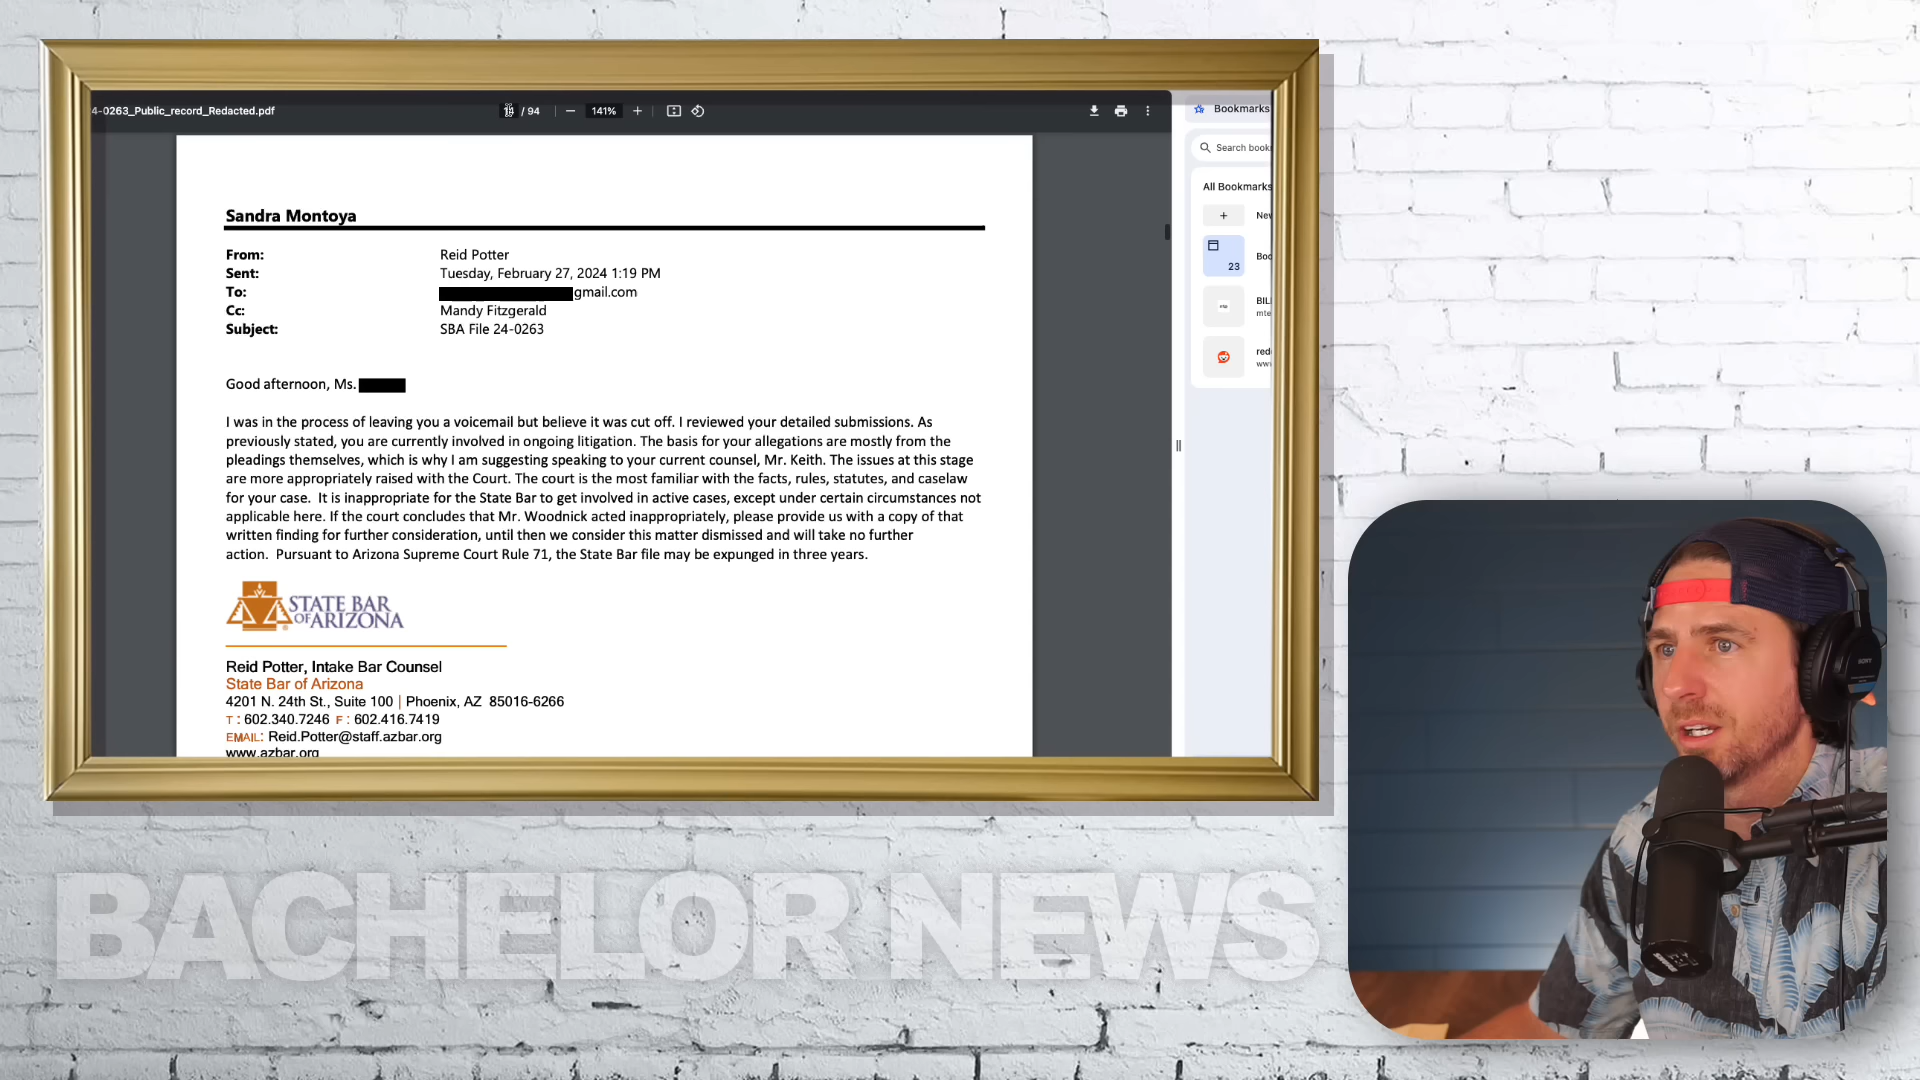 4-0263_Public_record_Redacted.pdf
14 / 94
141%
Bookmarks
Search book
All Bookmarks
23
Sandra Montoya
From: Reid Potter
Sent: Tuesday, February 27, 2024 1:19 PM
To: gmail.com
Cc: Mandy Fitzgerald
Subject: SBA File 24-0263
Good afternoon, Ms.
I was in the process of leaving you a voicemail but believe it was cut off. I reviewed your detailed submissions. As
previously stated, you are currently involved in ongoing litigation. The basis for your allegations are mostly from the
pleadings themselves, which is why I am suggesting speaking to your current counsel, Mr. Keith. The issues at this stage
are more appropriately raised with the Court. The court is the most familiar with the facts, rules, statutes, and caselaw
for your case. It is inappropriate for the State Bar to get involved in active cases, except under certain circumstances not
applicable here. If the court concludes that Mr. Woodnick acted inappropriately, please provide us with a copy of that
written finding for further consideration, until then we consider this matter dismissed and will take no further
action. Pursuant to Arizona Supreme Court Rule 71, the State Bar file may be expunged in three years.
STATE BAR
OF ARIZONA
Reid Potter, Intake Bar Counsel
State Bar of Arizona
4201 N. 24th St., Suite 100 | Phoenix, AZ 85016-6266
T : 602.340.7246 F : 602.416.7419
EMAIL: Reid.Potter@staff.azbar.org
www.azbar.org
BACHELOR NEWS
SONY